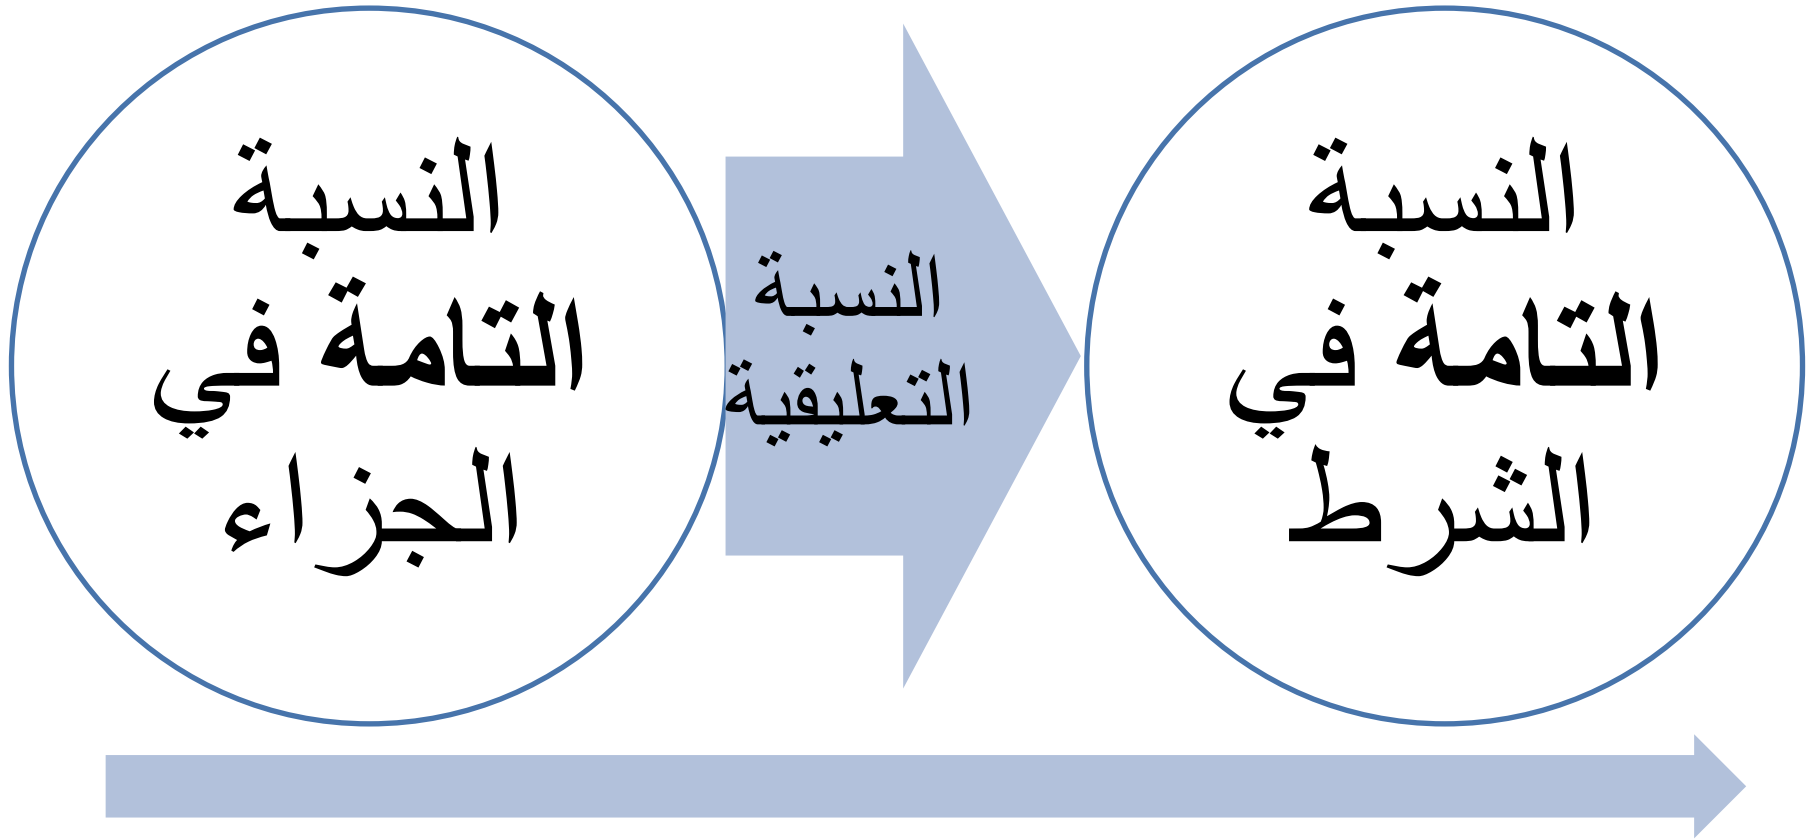 النسبة
التامة في
الشرط
النسبة
التعليقية
النسبة
التامة في
الجزاء